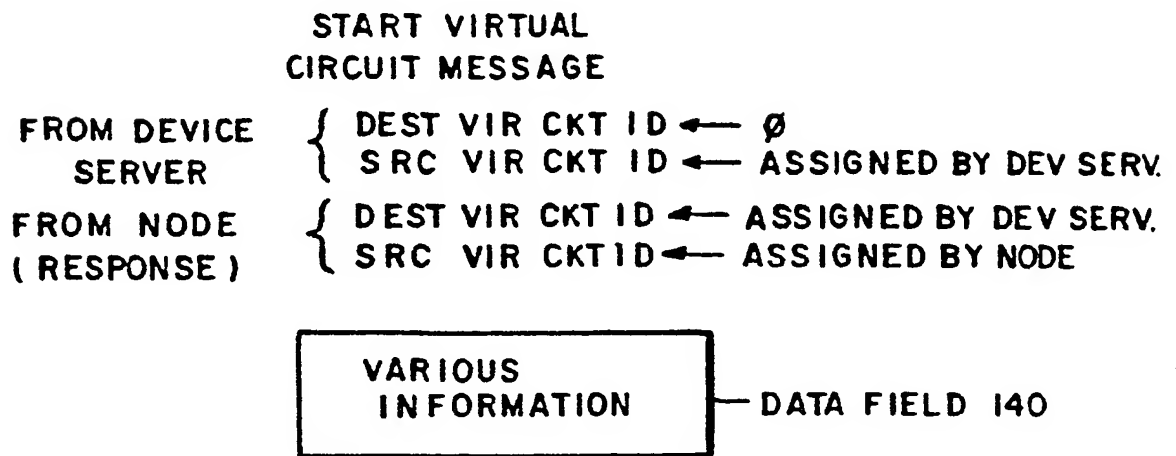 START VIRTUAL
CIRCUIT MESSAGE
FROM DEVICE SERVER { DEST VIR CKT ID ← Ø
SRC VIR CKT ID ← ASSIGNED BY DEV SERV.
FROM NODE (RESPONSE) { DEST VIR CKT ID ← ASSIGNED BY DEV SERV.
SRC VIR CKT ID ← ASSIGNED BY NODE
VARIOUS
INFORMATION
DATA FIELD 140